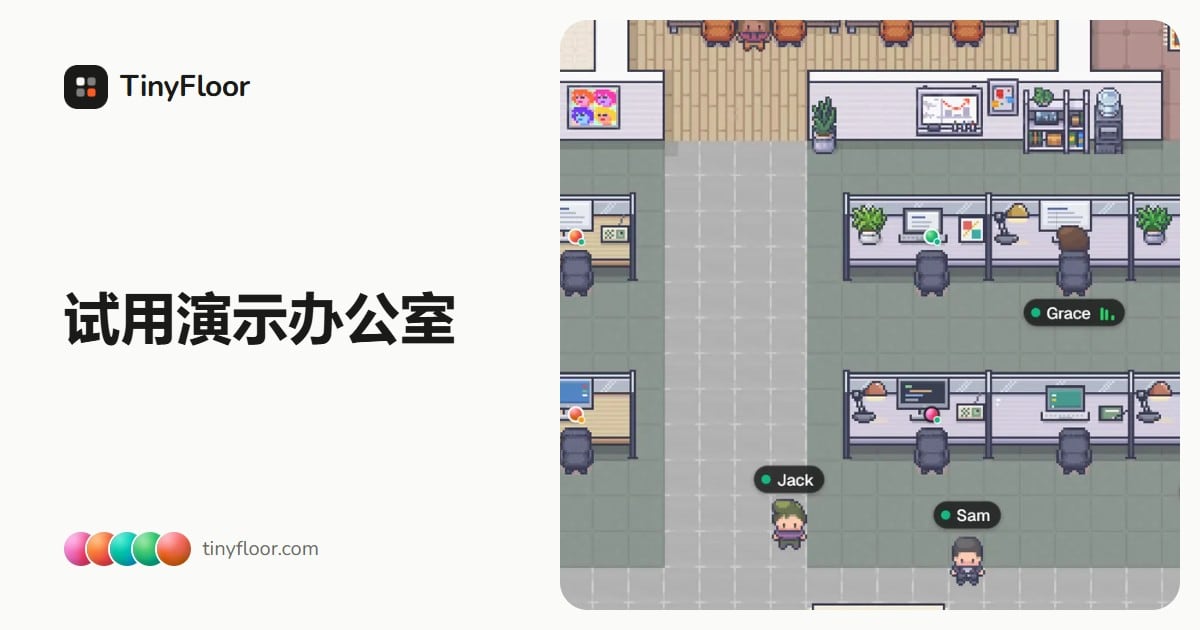 TinyFloor
试用演示办公室
tinyfloor.com
Grace
Jack
Sam